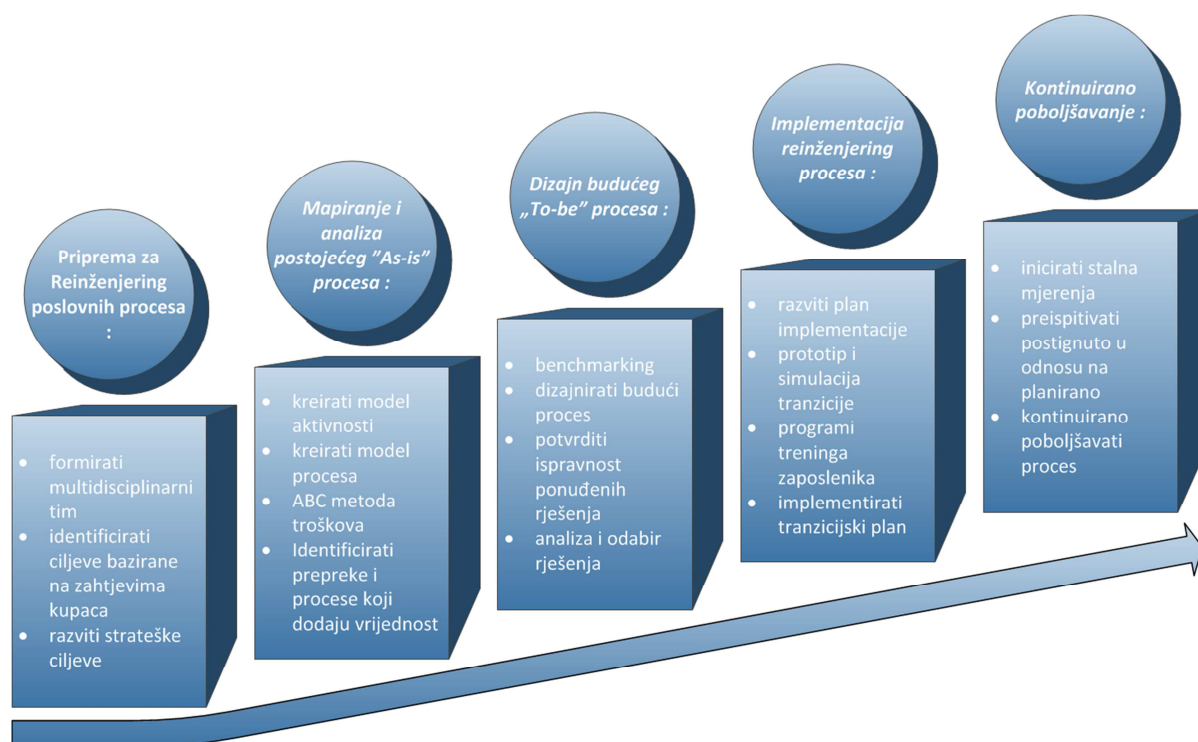 Priprema za
Reinženjering
poslovnih procesa
:
formirati
multidisciplinarni
tim
identificirati
ciljeve bazirane
na zahtjevima
kupaca
razviti strateške
ciljeve
Mapiranje i
analiza
postojećeg ”As-is”
procesa :
kreirati model
aktivnosti
kreirati model
procesa
ABC metoda
troškova
Identificirati
prepreke i
procese koji
dodaju vrijednost
Dizajn budućeg
„To-be” procesa :
benchmarking
dizajnirati budući
proces
potvrditi
ispravnost
ponuđenih
rješenja
analiza i odabir
rješenja
Implementacija
reinženjering
procesa :
razviti plan
implementacije
prototip i
simulacija
tranzicije
programi
treninga
zaposlenika
implementirati
tranzicijski plan
Kontinuirano
poboljšavanje :
inicirati stalna
mjerenja
preispitivati
postignuto u
odnosu na
planirano
kontinuirano
poboljšavati
proces